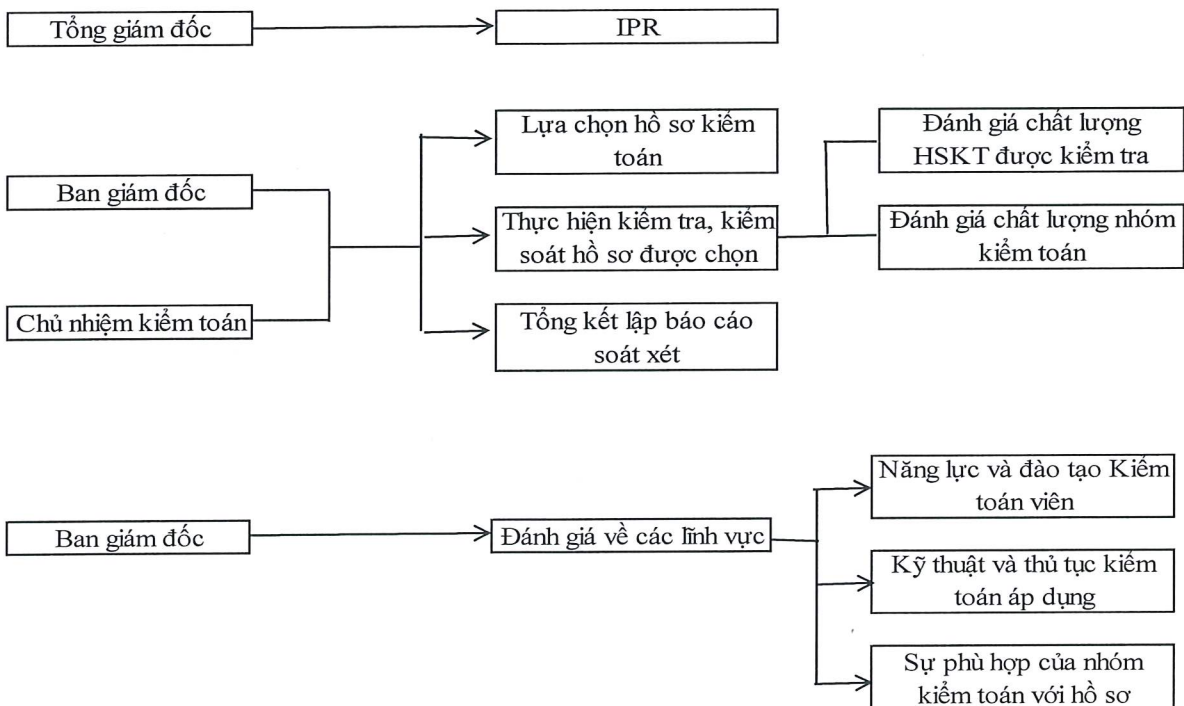 Tổng giám đốc
IPR
Lựa chọn hồ sơ kiểm
toán
Đánh giá chất lượng
HSKT được kiểm tra
Ban giám đốc
Thực hiện kiểm tra, kiểm
soát hồ sơ được chọn
Đánh giá chất lượng nhóm
kiểm toán
Chủ nhiệm kiểm toán
Tổng kết lập báo cáo
soát xét
Năng lực và đào tạo Kiểm
toán viên
Ban giám đốc
Đánh giá về các lĩnh vực
Kỹ thuật và thủ tục kiểm
toán áp dụng
Sự phù hợp của nhóm
kiểm toán với hồ sơ